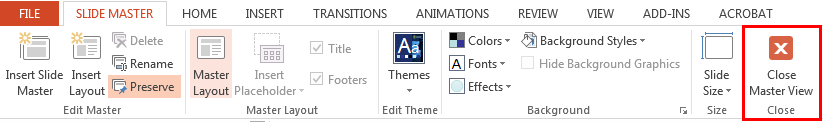 FILE SLIDE MASTER HOME INSERT TRANSITIONS ANIMATIONS REVIEW VIEW ADD-INS ACROBAT
Insert Slide Master
Insert Layout
Delete
Rename
Preserve
Edit Master
Master Layout
Insert Placeholder
Title
Footers
Master Layout
Aa
Themes
Edit Theme
Colors
A Fonts
Effects
Background Styles
Hide Background Graphics
Background
Slide Size
Size
Close Master View
Close